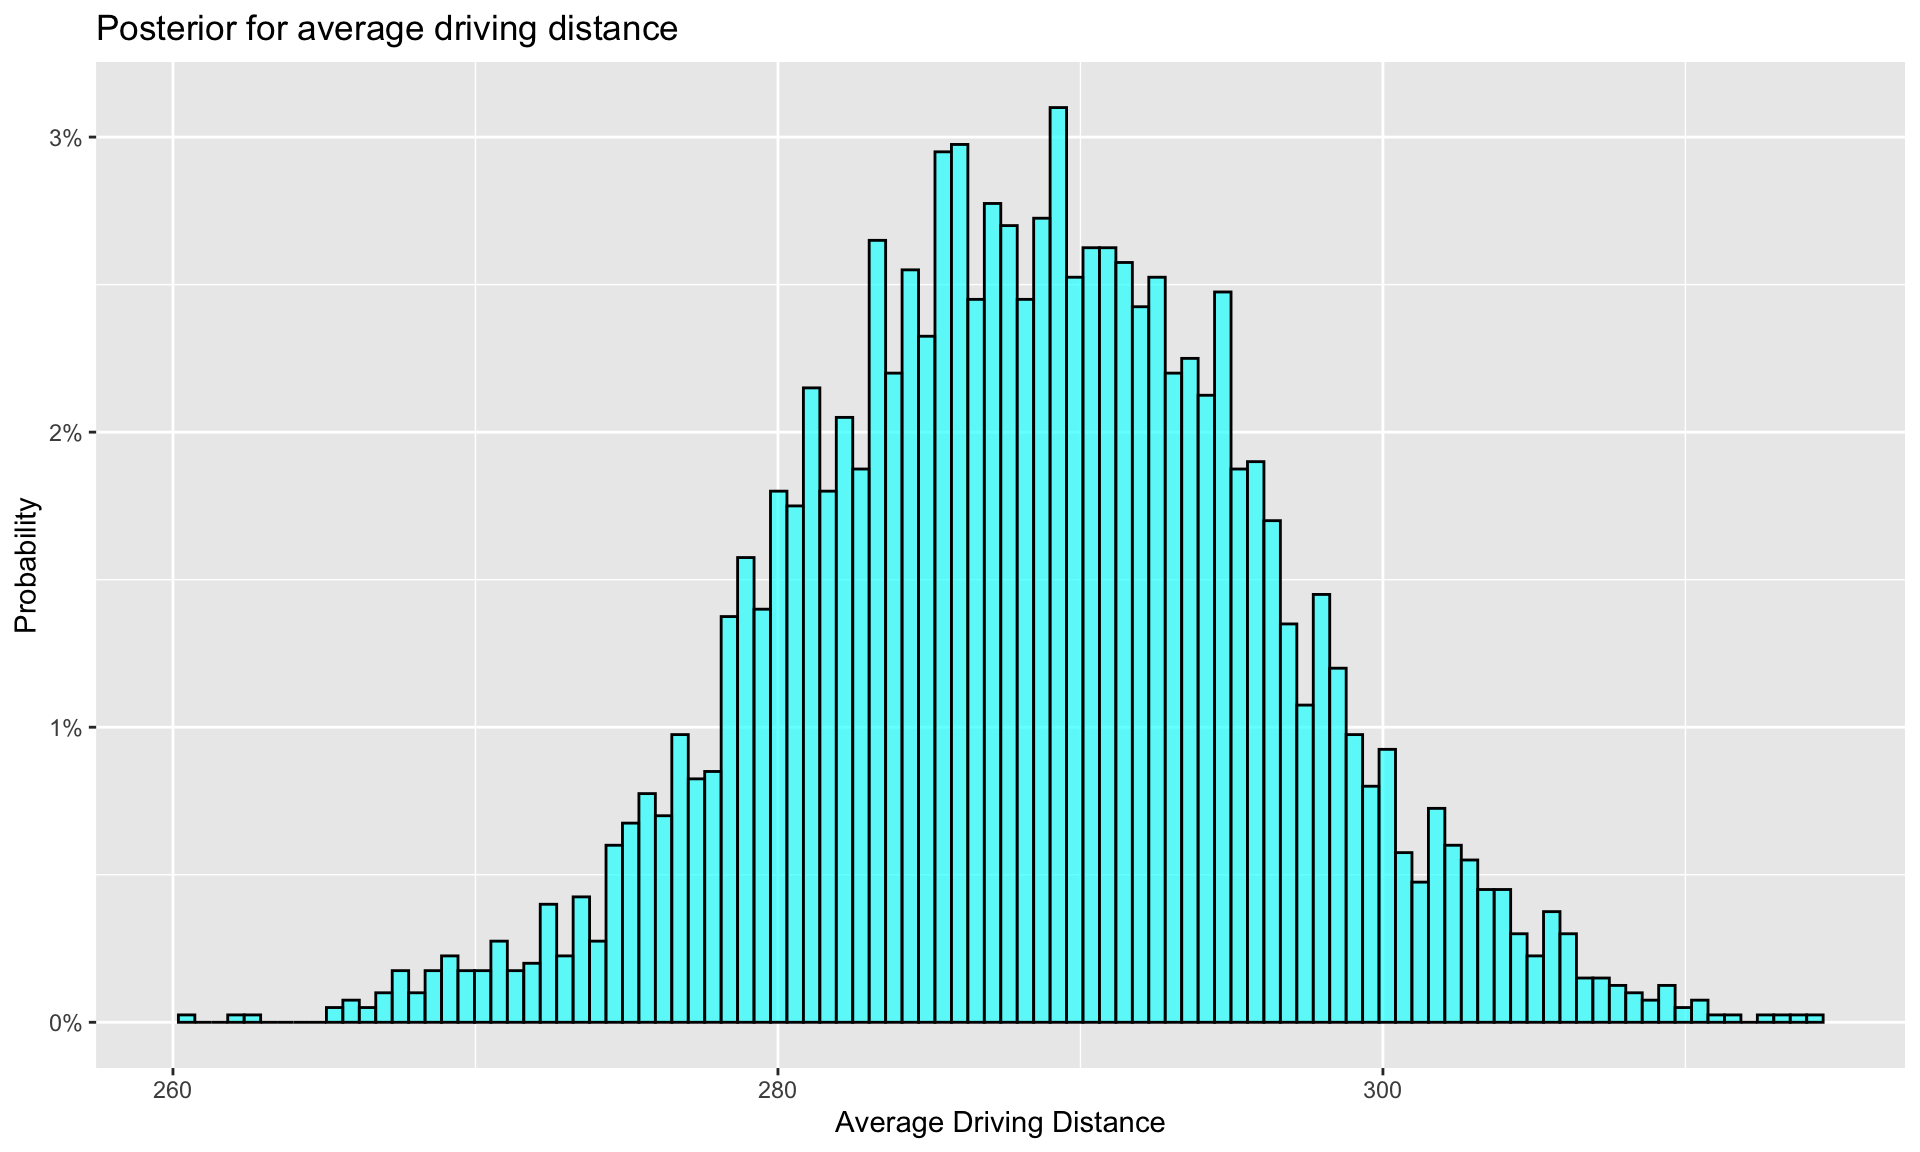 Posterior for average driving distance
3%
2%
1%
0%
Probability
260 280 300
Average Driving Distance